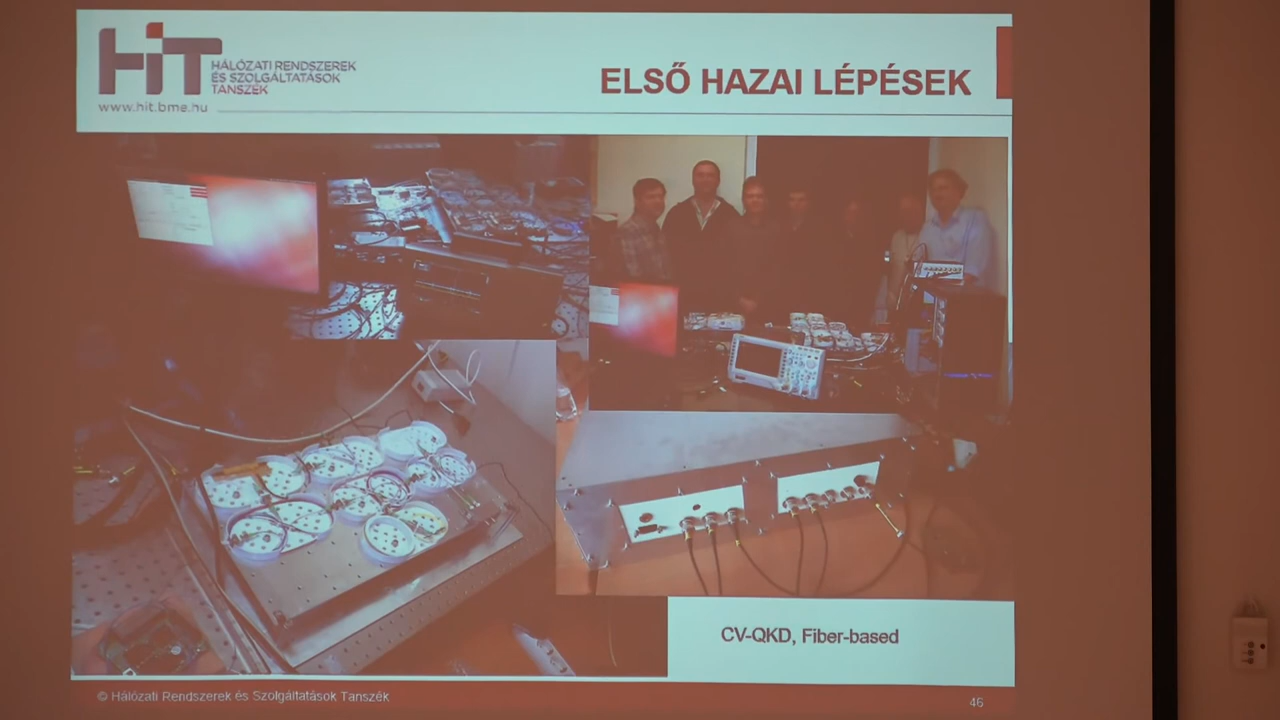 HIT
HÁLÓZATI RENDSZEREK
ÉS SZOLGÁLTATÁSOK
TANSZÉK
www.hit.bme.hu
ELSŐ HAZAI LÉPÉSEK
CV-QKD, Fiber-based
© Hálózati Rendszerek és Szolgáltatások Tanszék
46